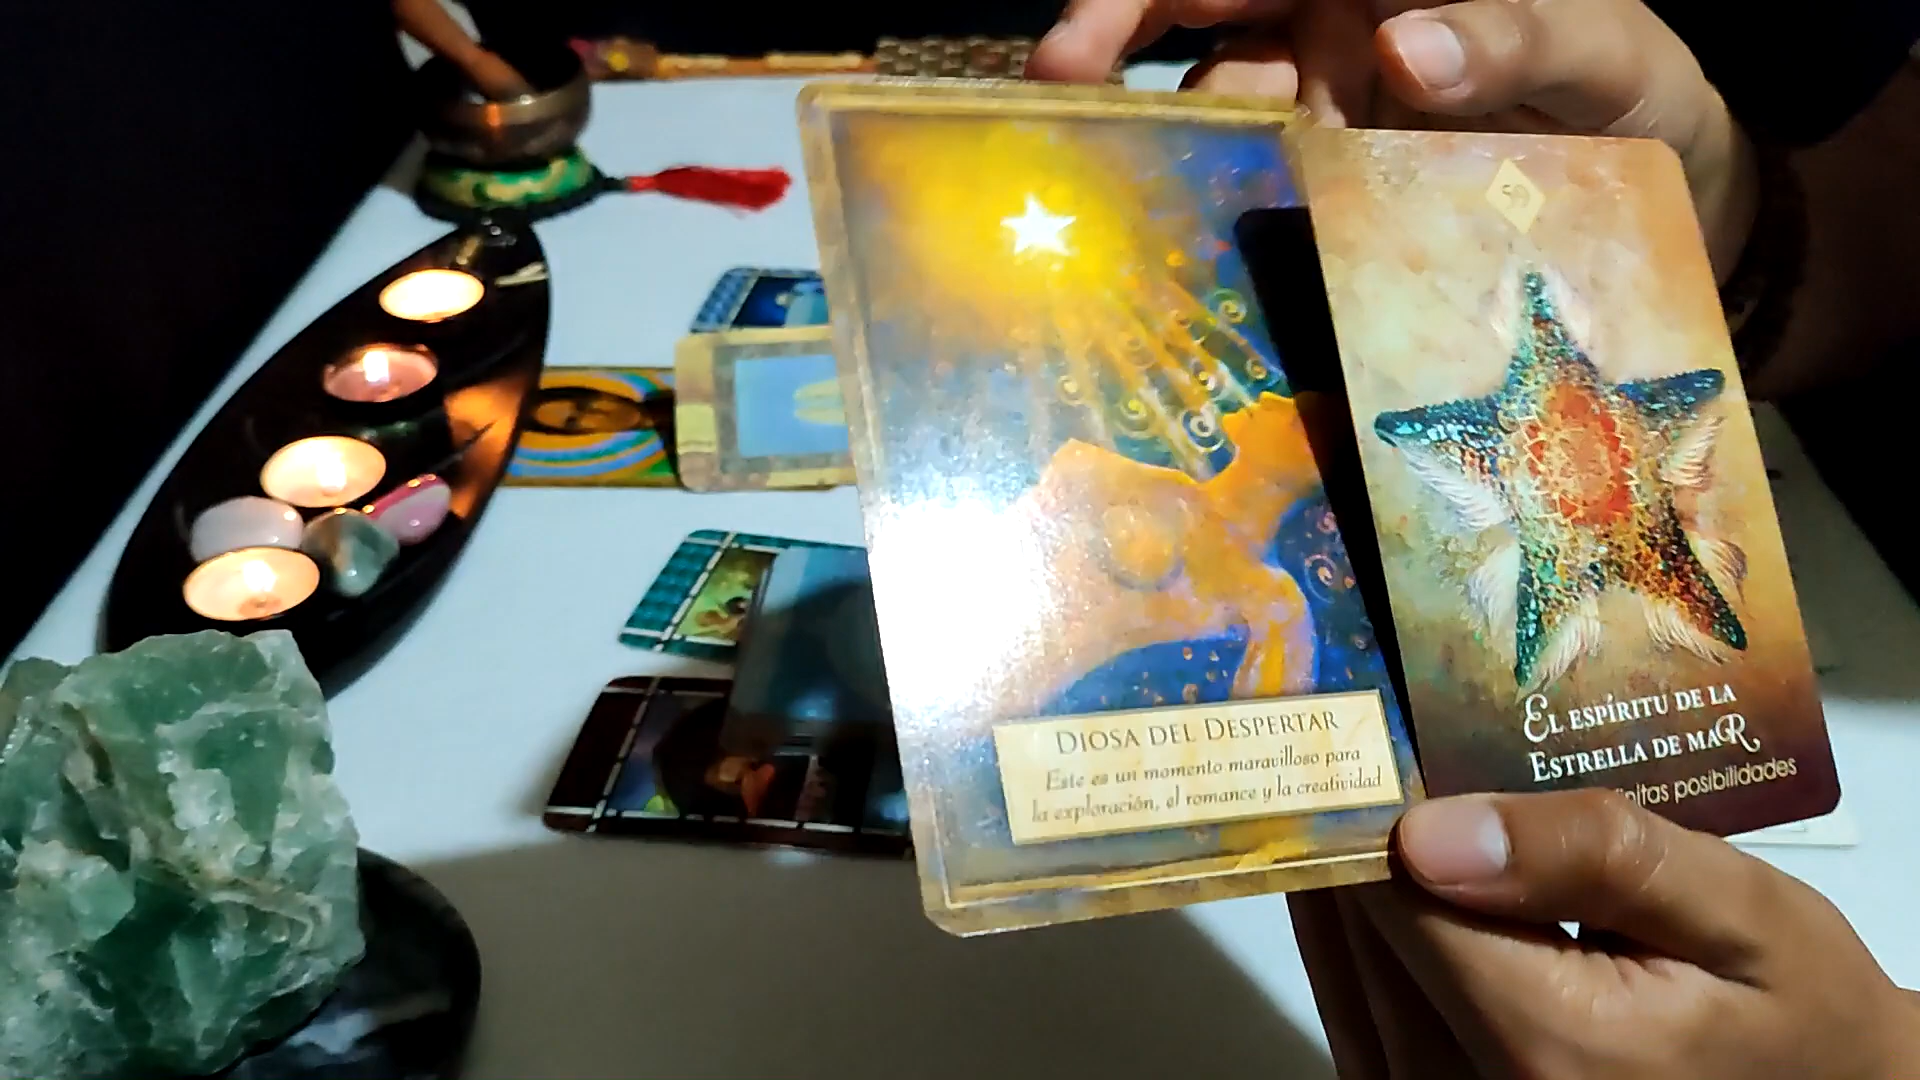 DIOSA DEL DESPERTAR
Este es un momento maravilloso para
la exploración, el romance y la creatividad
EL ESPÍRITU DE LA
ESTRELLA DE MAR
posibilidades